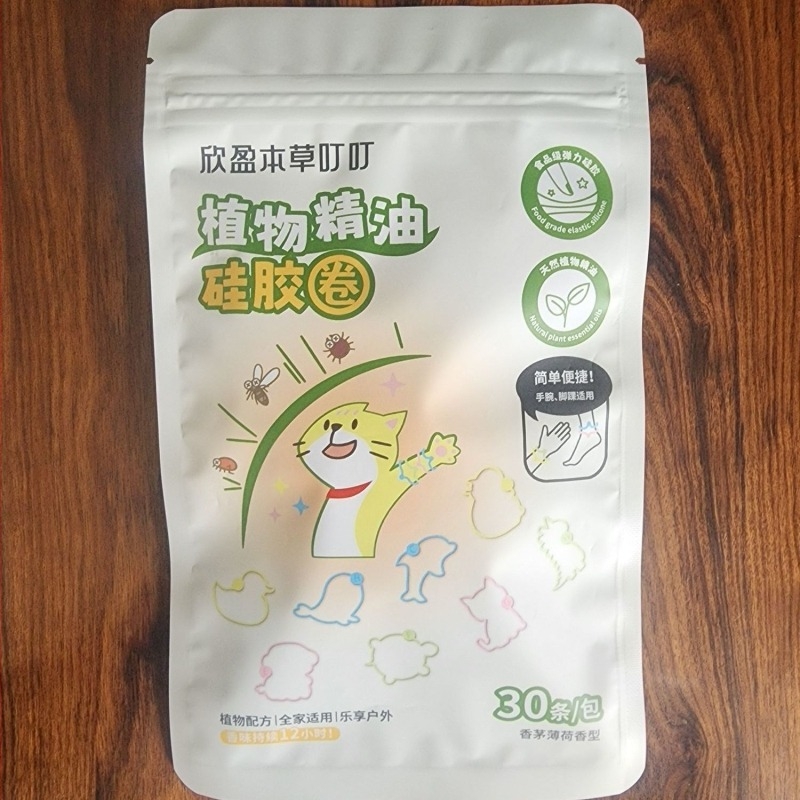 欣盈本草叮叮
植物精油
硅胶圈
食品级弹力硅胶
Food grade elastic silicone
天然植物精油
Natural plant essential oils
简单便捷！
手腕、脚踝适用
植物配方|全家适用|乐享户外
香味持续12小时！
30条/包
香茅薄荷香型